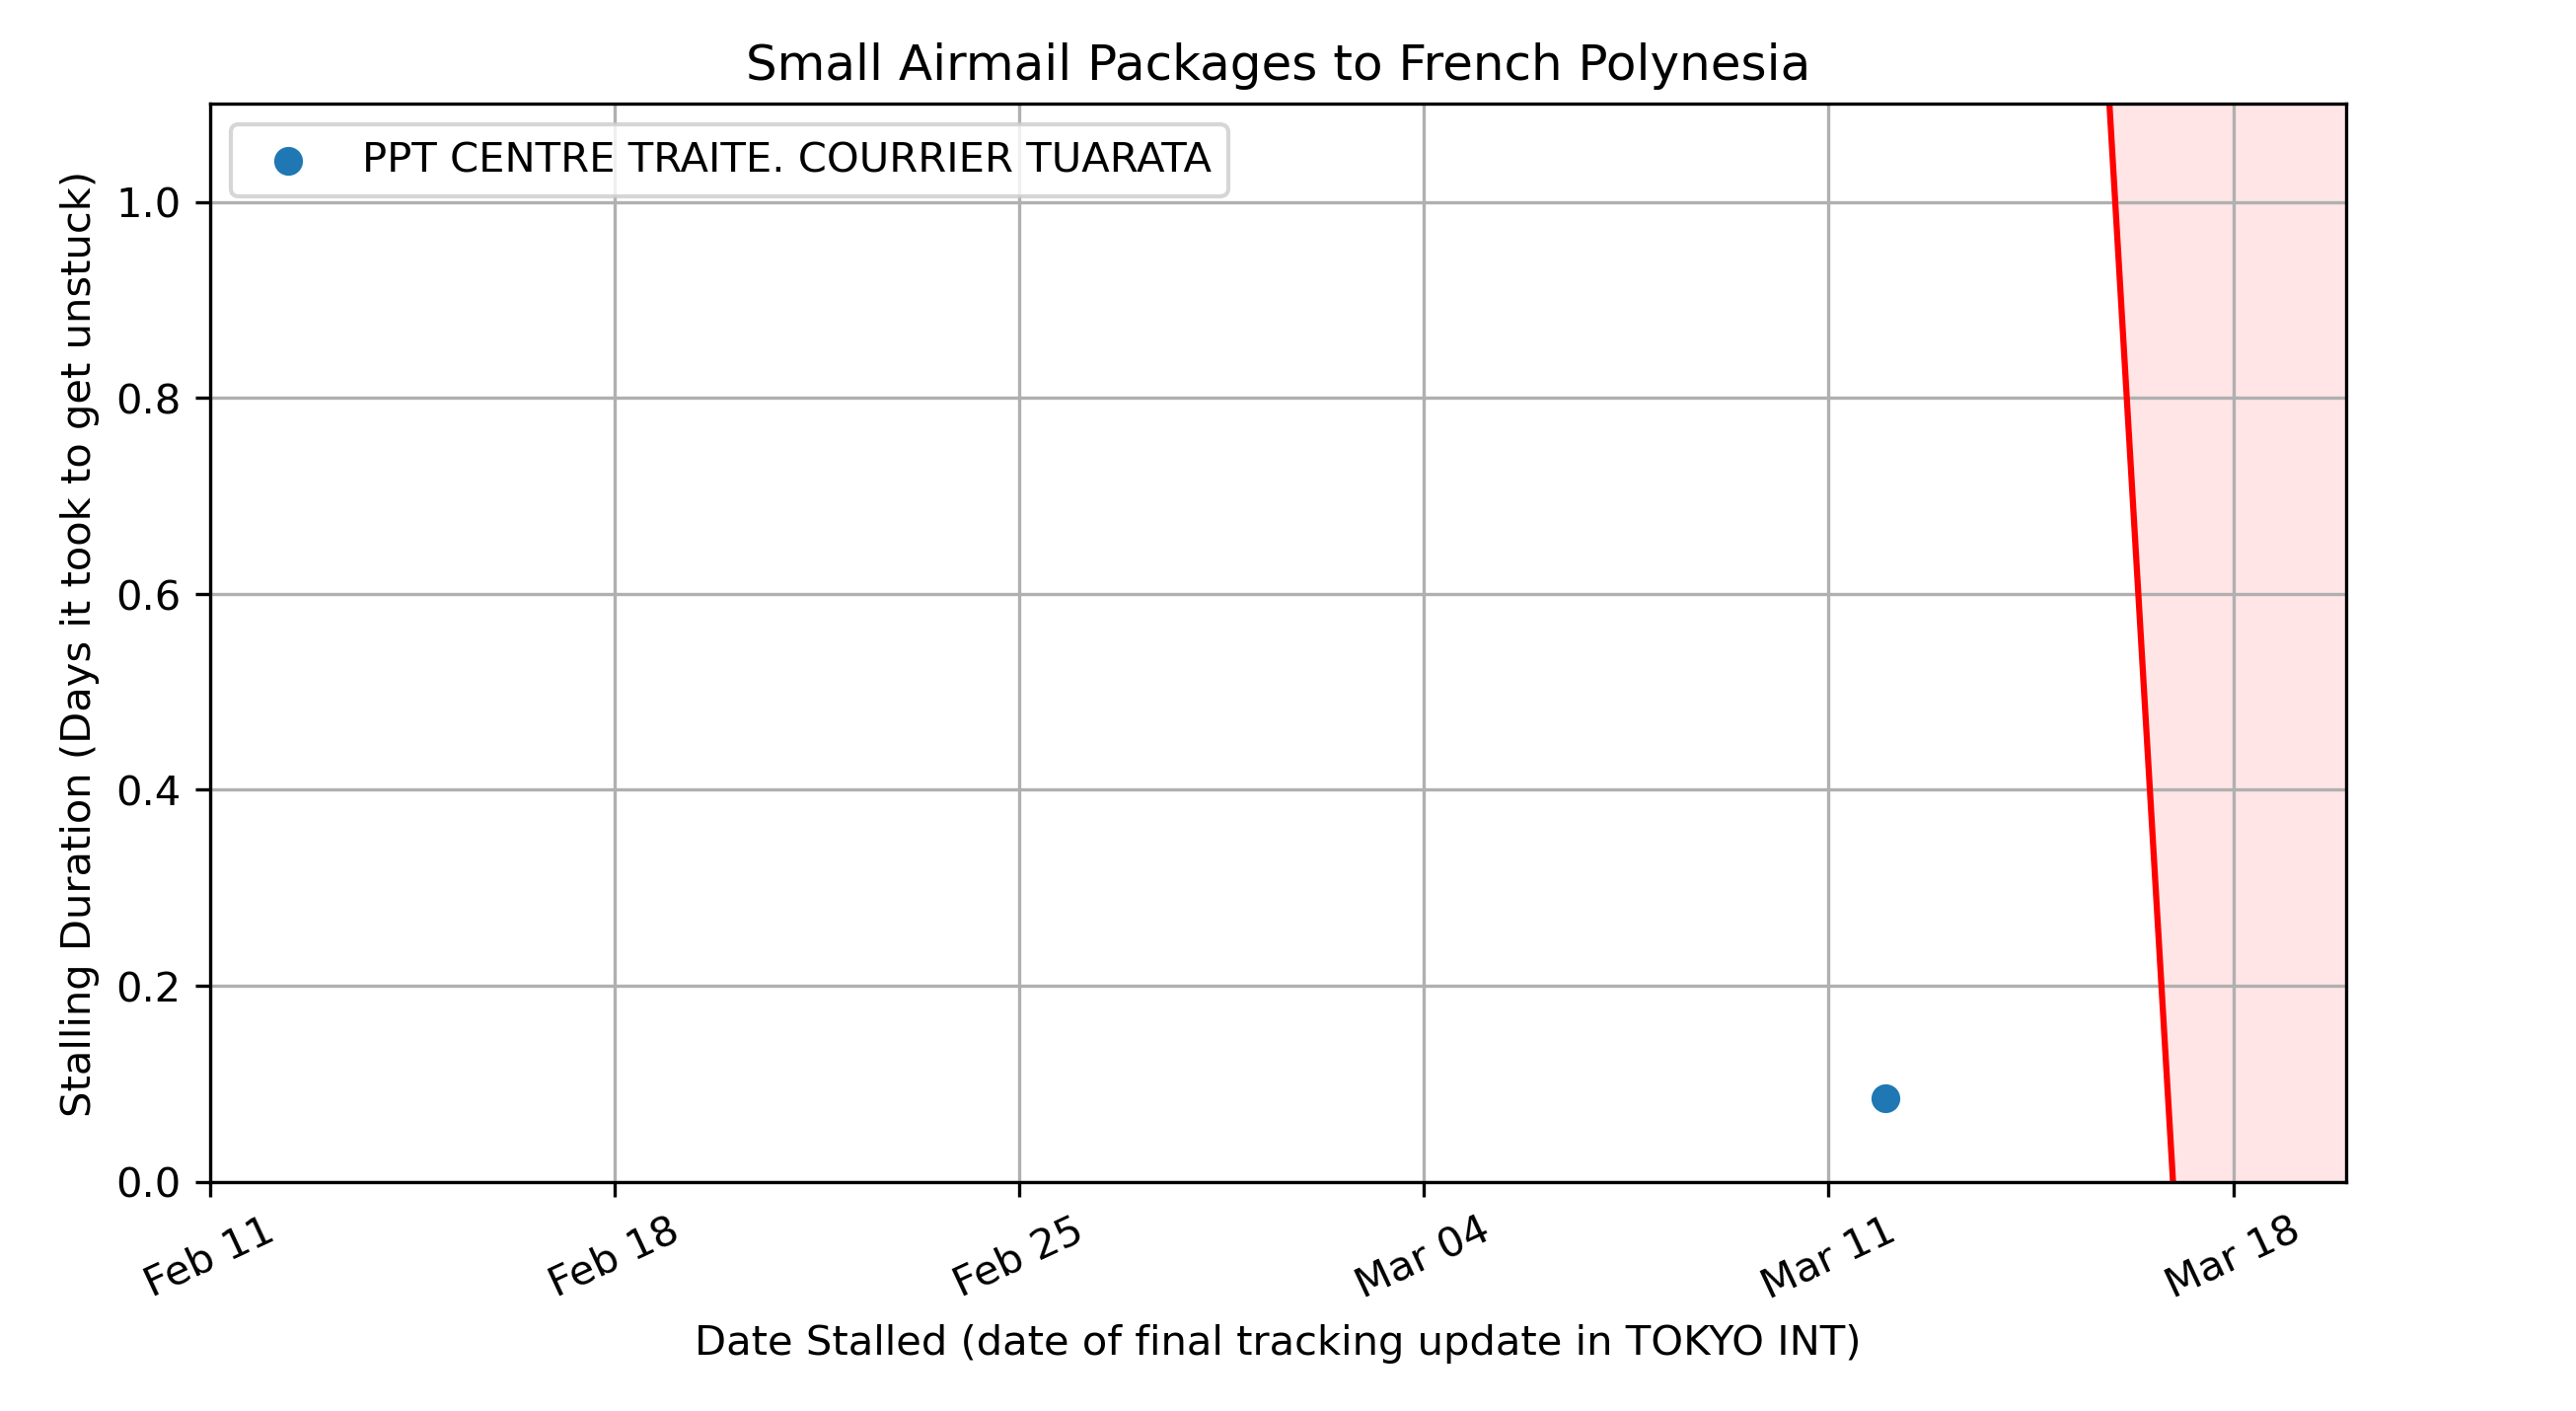 Small Airmail Packages to French Polynesia
PPT CENTRE TRAITE. COURRIER TUARATA
Stalling Duration (Days it took to get unstuck)
1.0
0.8
0.6
0.4
0.2
0.0
Feb 11
Feb 18
Feb 25
Mar 04
Mar 11
Mar 18
Date Stalled (date of final tracking update in TOKYO INT)